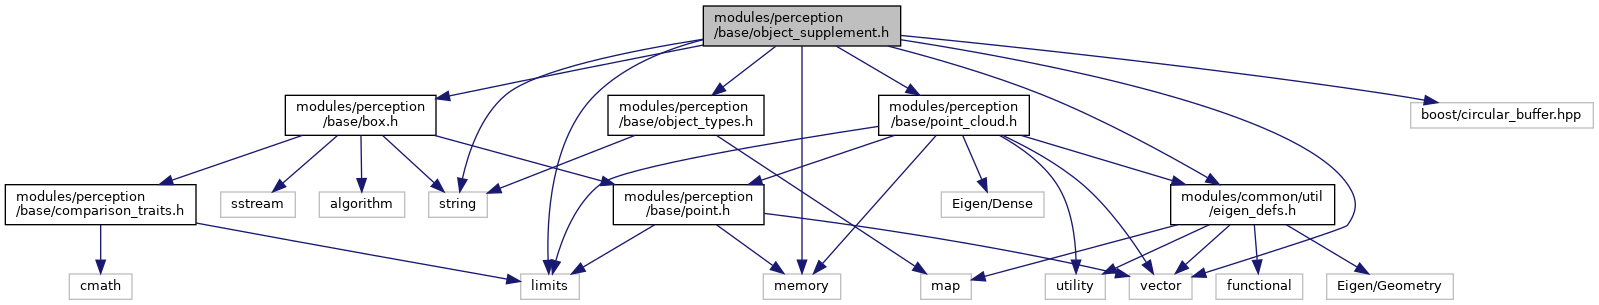 modules/perception
/base/object_supplement.h
modules/perception
/base/box.h
modules/perception
/base/object_types.h
modules/perception
/base/point_cloud.h
boost/circular_buffer.hpp
modules/perception
/base/comparison_traits.h
sstream
algorithm
string
modules/perception
/base/point.h
Eigen/Dense
modules/common/util
/eigen_defs.h
cmath
limits
memory
map
utility
vector
functional
Eigen/Geometry